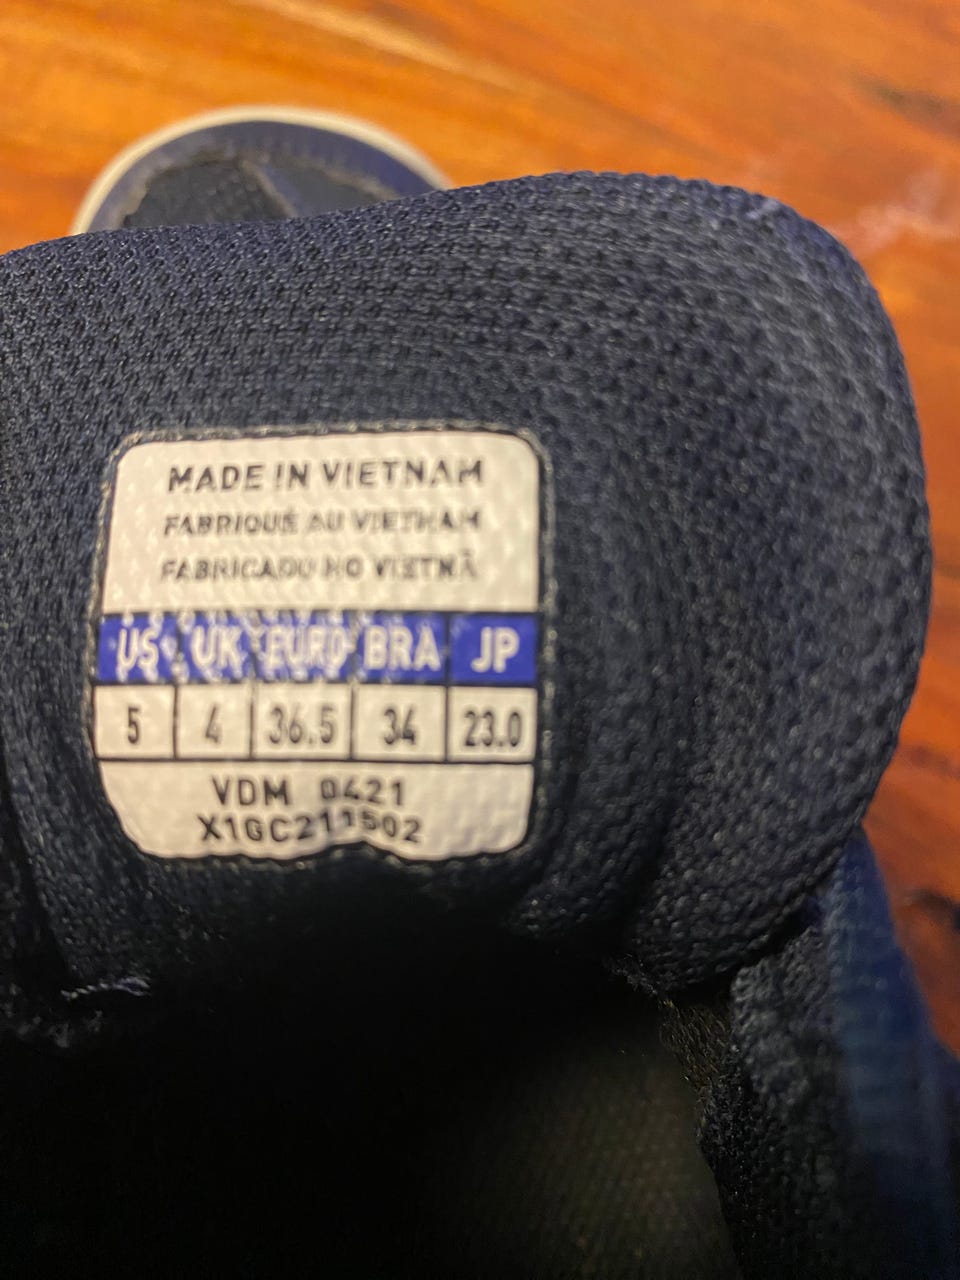 MADE IN VIETNAM
FABRIQUÉ AU VIETNAM
FABRICADO NO VIETNÃ
US UK EURO BRA JP
5 4 36.5 34 23.0
VDM 0421